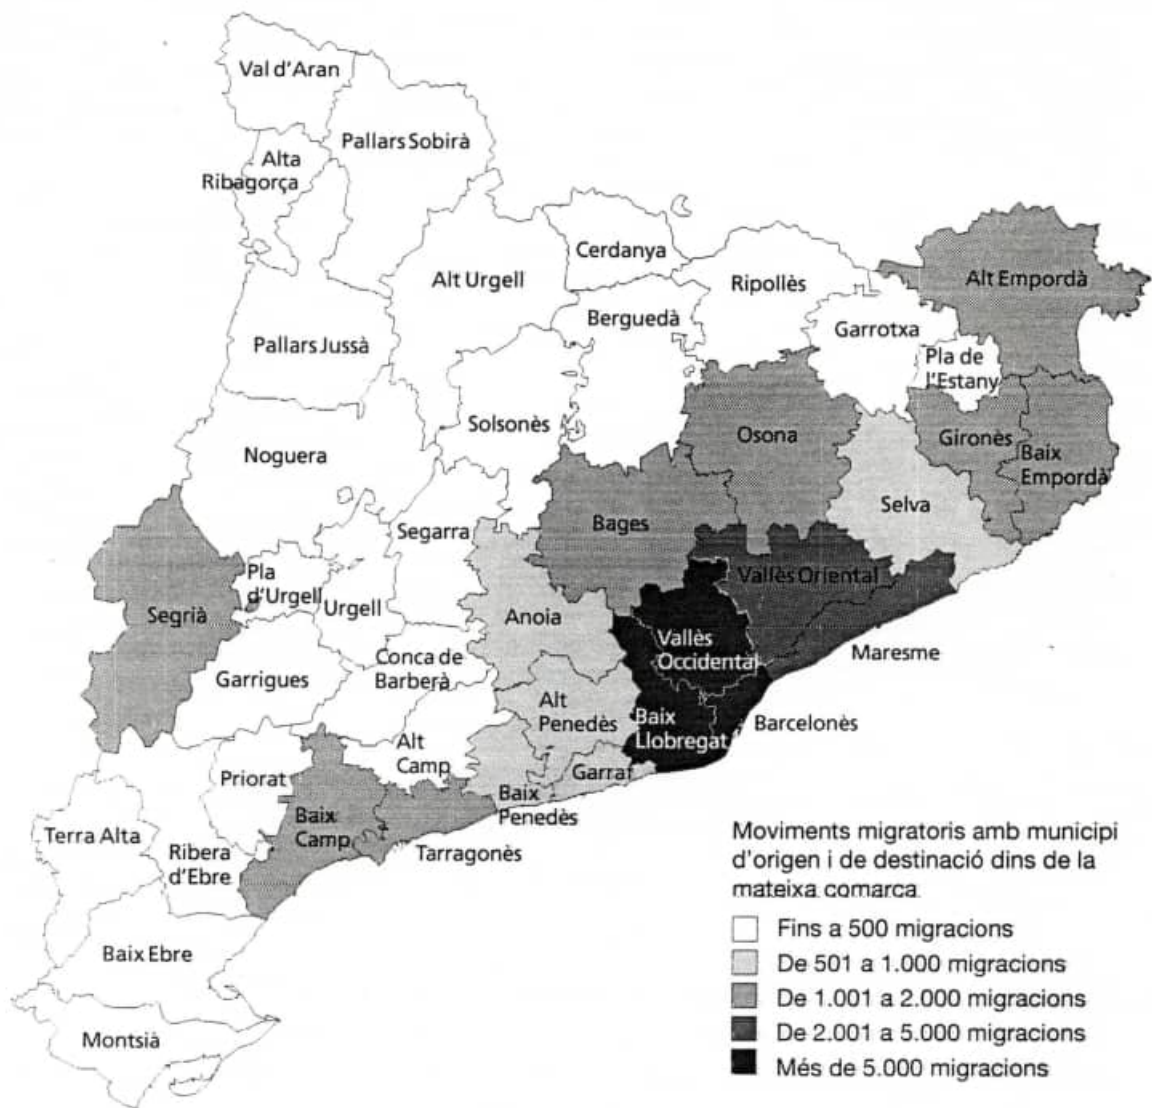 Val d'Aran
Pallars Sobirà
Alta
Ribagorça
Cerdanya
Alt Urgell
Ripollès
Alt Empordà
Berguedà
Garrotxa
Pallars Jussà
Pla de
l'Estany
Solsonès
Osona
Gironès
Baix
Empordà
Noguera
Selva
Bages
Segarra
Pla
d'Urgell
Vallès Oriental
Segrià
Urgell
Anoia
Vallès
Occidental
Maresme
Conca de
Barberà
Garrigues
Alt
Penedès
Baix
Llobregat
Barcelonès
Alt
Camp
Priorat
Garraf
Baix
Penedès
Baix
Camp
Terra Alta
Ribera
d'Ebre
Tarragonès
Baix Ebre
Montsià
Moviments migratoris amb municipi
d'origen i de destinació dins de la
mateixa comarca
Fins a 500 migracions
De 501 a 1.000 migracions
De 1.001 a 2.000 migracions
De 2.001 a 5.000 migracions
Més de 5.000 migracions